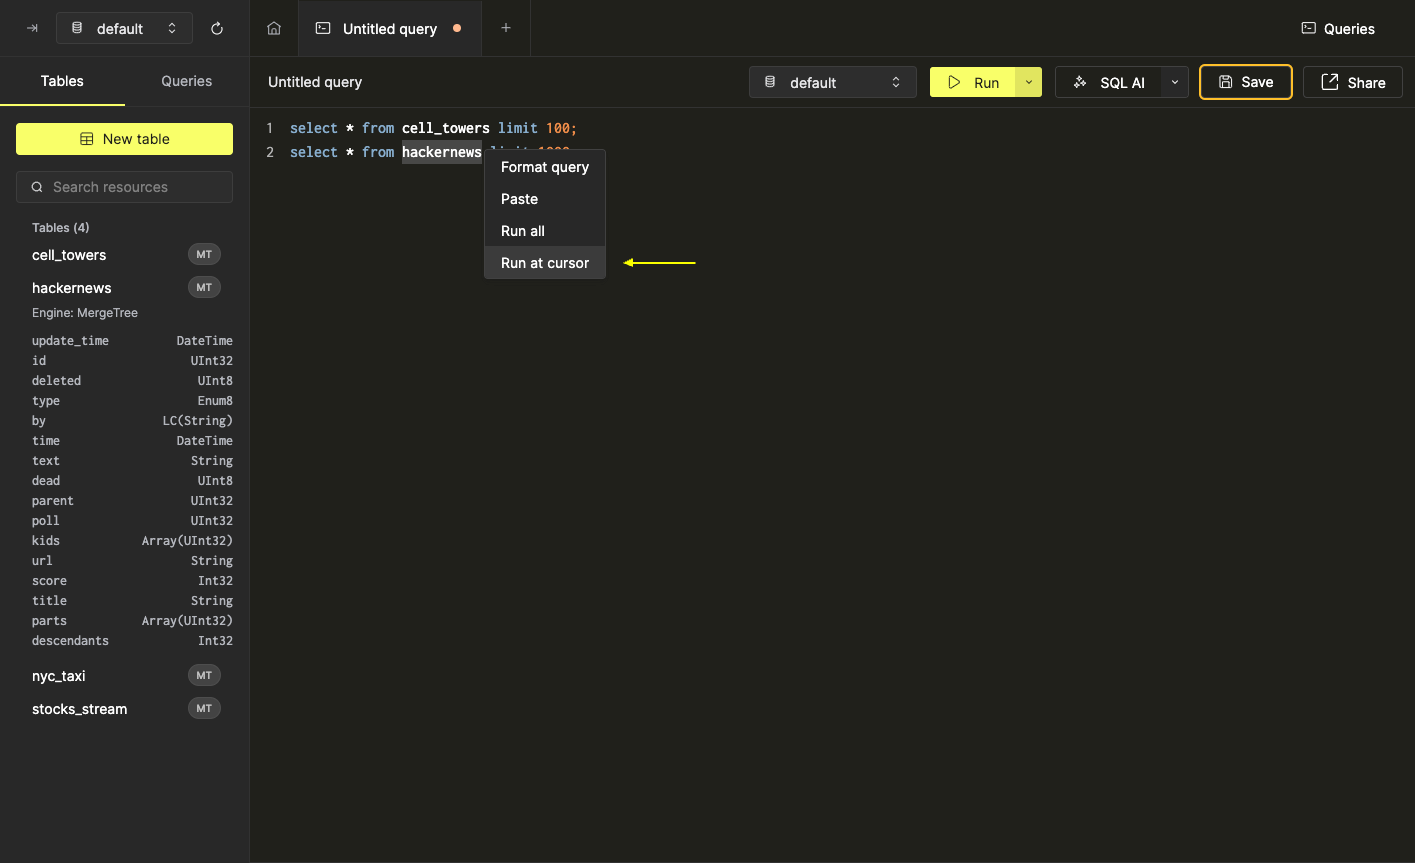 default
Untitled query
Queries
Tables
Queries
Untitled query
default
Run
SQL AI
Save
Share
New table
Search resources
Tables (4)
cell_towers MT
hackernews MT
Engine: MergeTree
update_time DateTime
id UInt32
deleted UInt8
type Enum8
by LC(String)
time DateTime
text String
dead UInt8
parent UInt32
poll UInt32
kids Array(UInt32)
url String
score Int32
title String
parts Array(UInt32)
descendants Int32
nyc_taxi MT
stocks_stream MT
1 select * from cell_towers limit 100;
2 select * from hackernews limit
Format query
Paste
Run all
Run at cursor